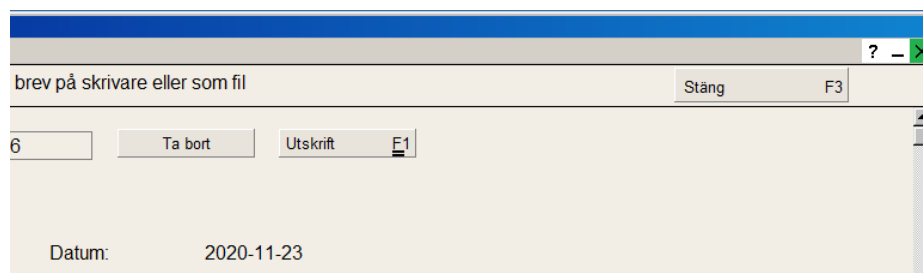 ? _ X
brev på skrivare eller som fil
Stäng F3
6 Ta bort Utskrift F1
Datum: 2020-11-23